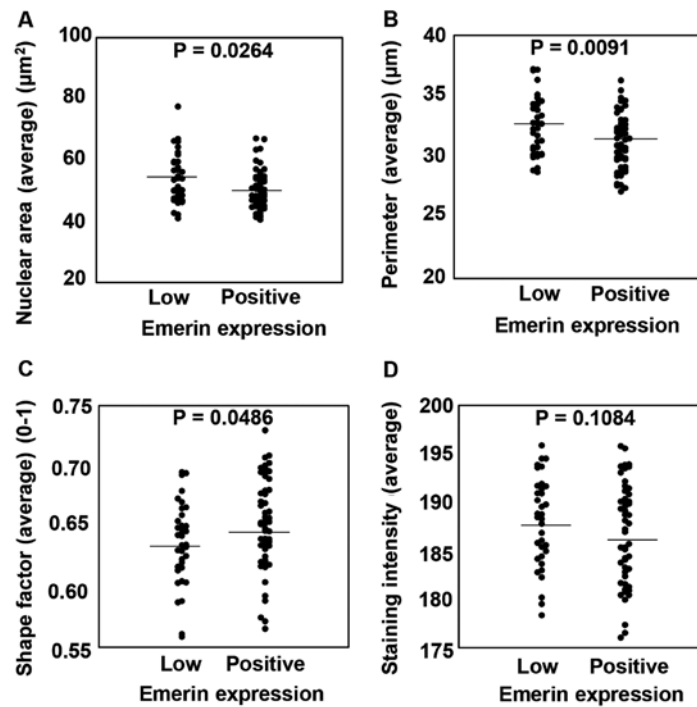 A
Nuclear area (average) (µm²)
100
80
60
40
20
P = 0.0264
Low Positive
Emerin expression
B
Perimeter (average) (µm)
40
35
30
25
20
P = 0.0091
Low Positive
Emerin expression
C
Shape factor (average) (0-1)
0.75
0.70
0.65
0.60
0.55
P = 0.0486
Low Positive
Emerin expression
D
Staining intensity (average)
200
195
190
185
180
175
P = 0.1084
Low Positive
Emerin expression